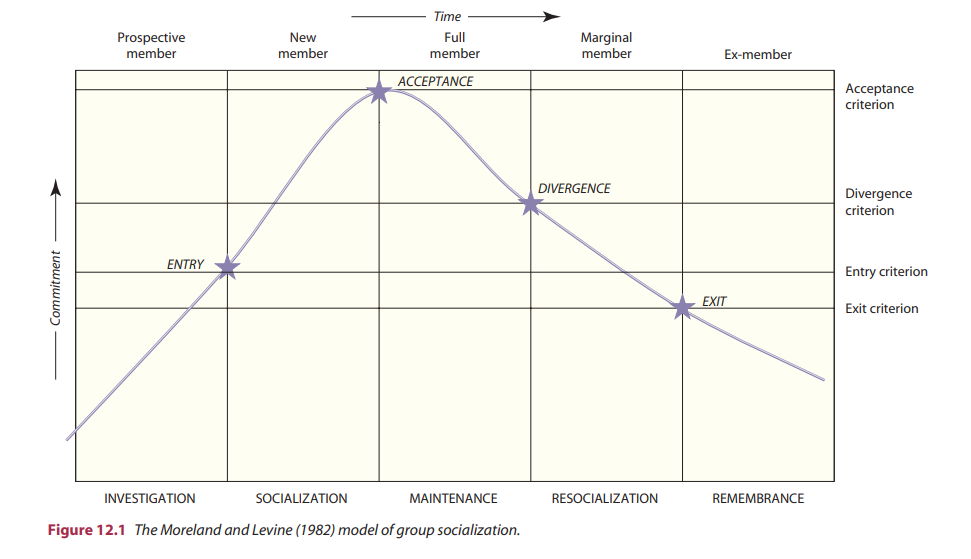 Time
Prospective
member
New
member
Full
member
Marginal
member
Ex-member
ACCEPTANCE
Acceptance
criterion
DIVERGENCE
Divergence
criterion
ENTRY
Entry criterion
EXIT
Exit criterion
Commitment
INVESTIGATION
SOCIALIZATION
MAINTENANCE
RESOCIALIZATION
REMEMBRANCE
Figure 12.1 The Moreland and Levine (1982) model of group socialization.